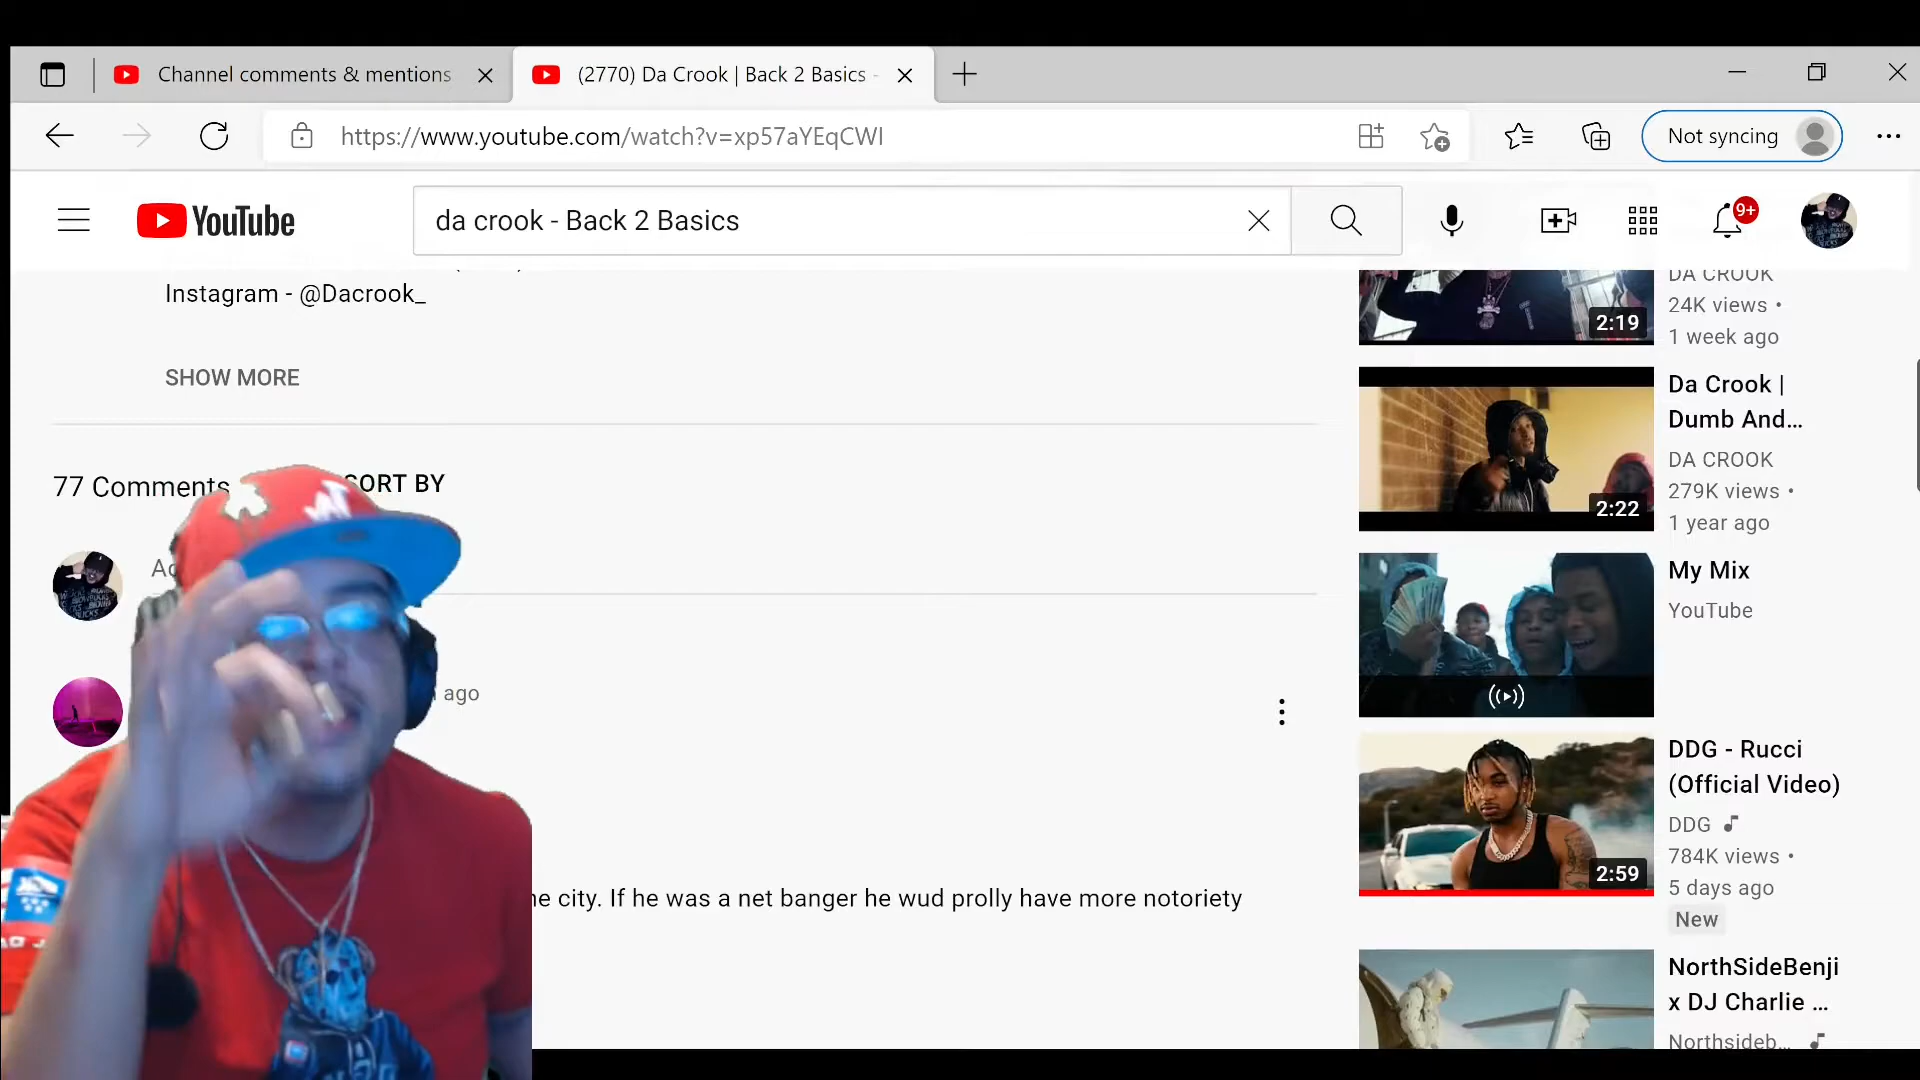 Channel comments & mentions
(2770) Da Crook | Back 2 Basics -
https://www.youtube.com/watch?v=xp57aYEqCWI
Not syncing
YouTube
da crook - Back 2 Basics
9+
Instagram - @Dacrook_
SHOW MORE
77 Comments
SORT BY
ago
city. If he was a net banger he wud prolly have more notoriety
DA CROOK
24K views •
1 week ago
2:19
Da Crook |
Dumb And...
DA CROOK
279K views •
1 year ago
2:22
My Mix
YouTube
DDG - Rucci
(Official Video)
DDG
784K views •
5 days ago
New
2:59
NorthSideBenji
x DJ Charlie ...
Northsideb...